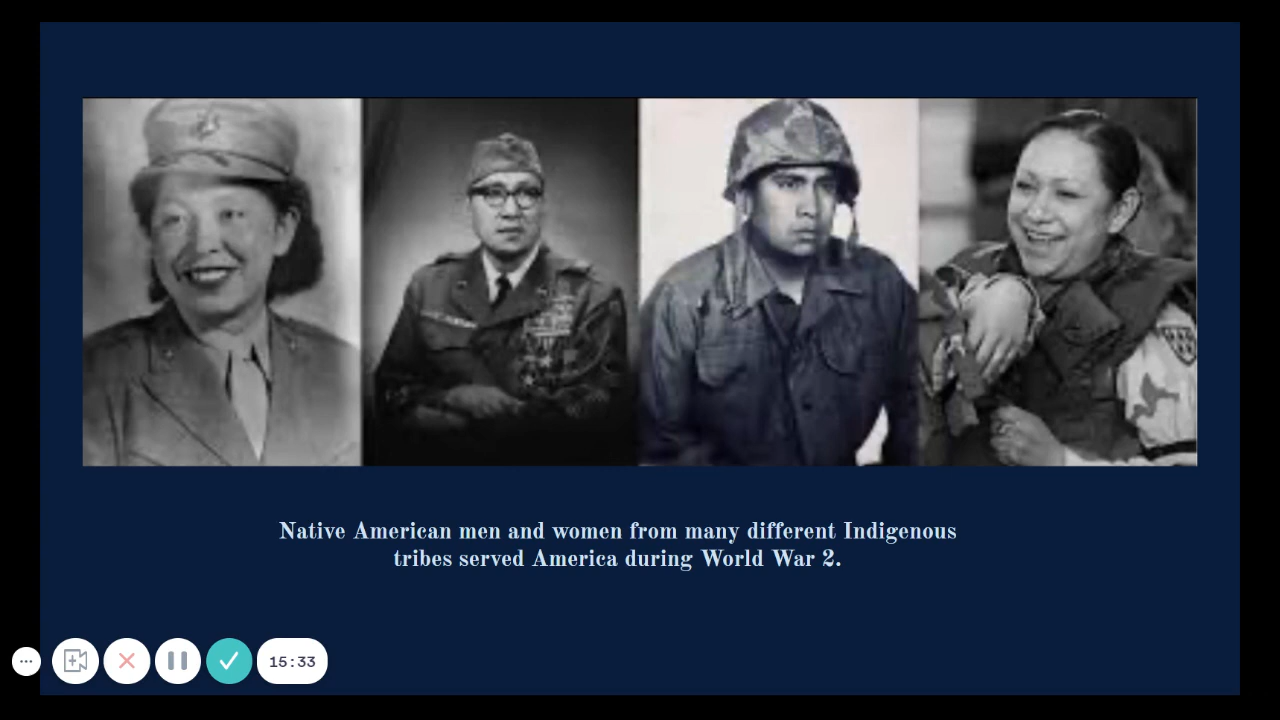 Native American men and women from many different Indigenous
tribes served America during World War 2.
15:33